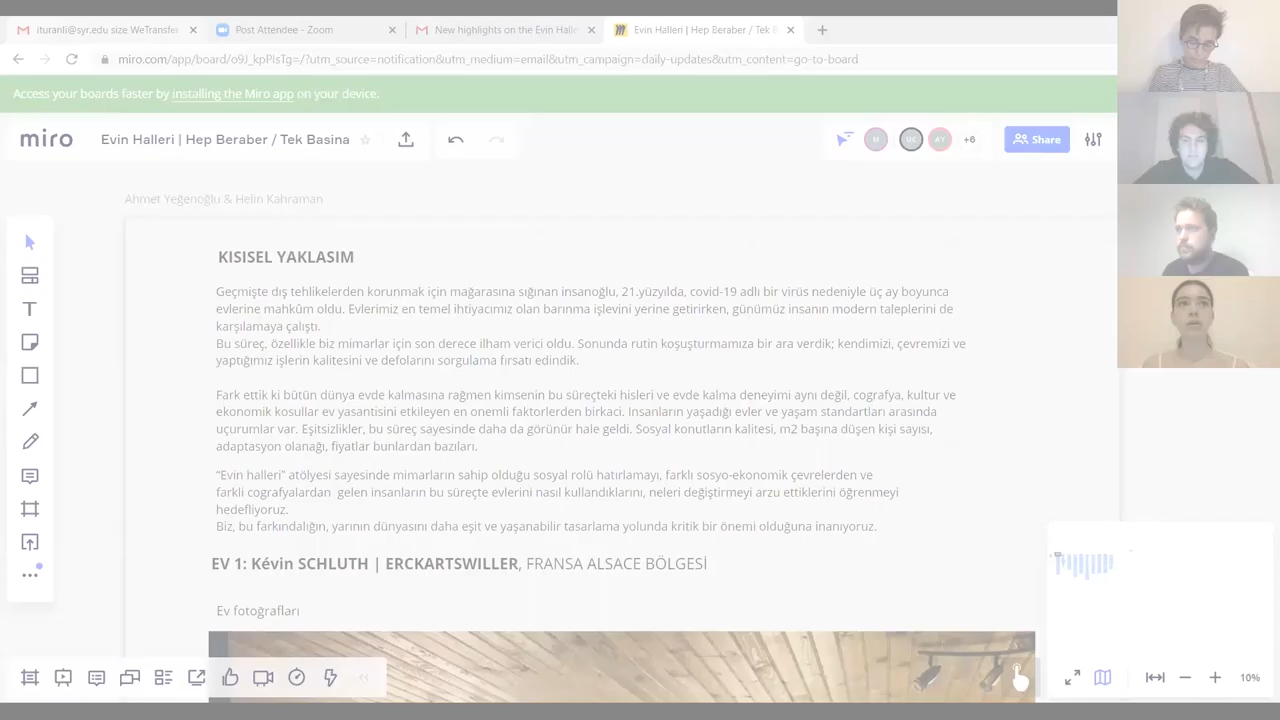 ituranli@syr.edu size WeTransfer
Post Attendee - Zoom
New highlights on the Evin Halle
Evin Halleri | Hep Beraber / Tek B
miro.com/app/board/o9J_kpPlsTg=/?utm_source=notification&utm_medium=email&utm_campaign=daily-updates&utm_content=go-to-board
Access your boards faster by installing the Miro app on your device.
miro
Evin Halleri | Hep Beraber / Tek Basina
UC
AY
+6
Share
Ahmet Yeğenoğlu & Helin Kahraman
KISISEL YAKLASIM
Geçmişte dış tehlikelerden korunmak için mağarasına sığınan insanoğlu, 21.yüzyılda, covid-19 adlı bir virüs nedeniyle üç ay boyunca
evlerine mahkûm oldu. Evlerimiz en temel ihtiyacımız olan barınma işlevini yerine getirirken, günümüz insanın modern taleplerini de
karşılamaya çalıştı.
Bu süreç, özellikle biz mimarlar için son derece ilham verici oldu. Sonunda rutin koşuşturmamıza bir ara verdik; kendimizi, çevremizi ve
yaptığımız işlerin kalitesini ve defolarını sorgulama fırsatı edindik.
Fark ettik ki bütün dünya evde kalmasına rağmen kimsenin bu süreçteki hisleri ve evde kalma deneyimi aynı değil, cografya, kultur ve
ekonomik kosullar ev yasantisini etkileyen en onemli faktorlerden birkaci. Insanların yaşadığı evler ve yaşam standartları arasında
uçurumlar var. Eşitsizlikler, bu süreç sayesinde daha da görünür hale geldi. Sosyal konutların kalitesi, m2 başına düşen kişi sayısı,
adaptasyon olanağı, fiyatlar bunlardan bazıları.
“Evin halleri” atölyesi sayesinde mimarların sahip olduğu sosyal rolü hatırlamayı, farklı sosyo-ekonomik çevrelerden ve
farkli cografyalardan gelen insanların bu süreçte evlerini nasıl kullandıklarını, neleri değiştirmeyi arzu ettiklerini öğrenmeyi
hedefliyoruz.
Biz, bu farkındalığın, yarının dünyasını daha eşit ve yaşanabilir tasarlama yolunda kritik bir önemi olduğuna inanıyoruz.
EV 1: Kévin SCHLUTH | ERCKARTSWILLER, FRANSA ALSACE BÖLGESİ
Ev fotoğrafları
10%